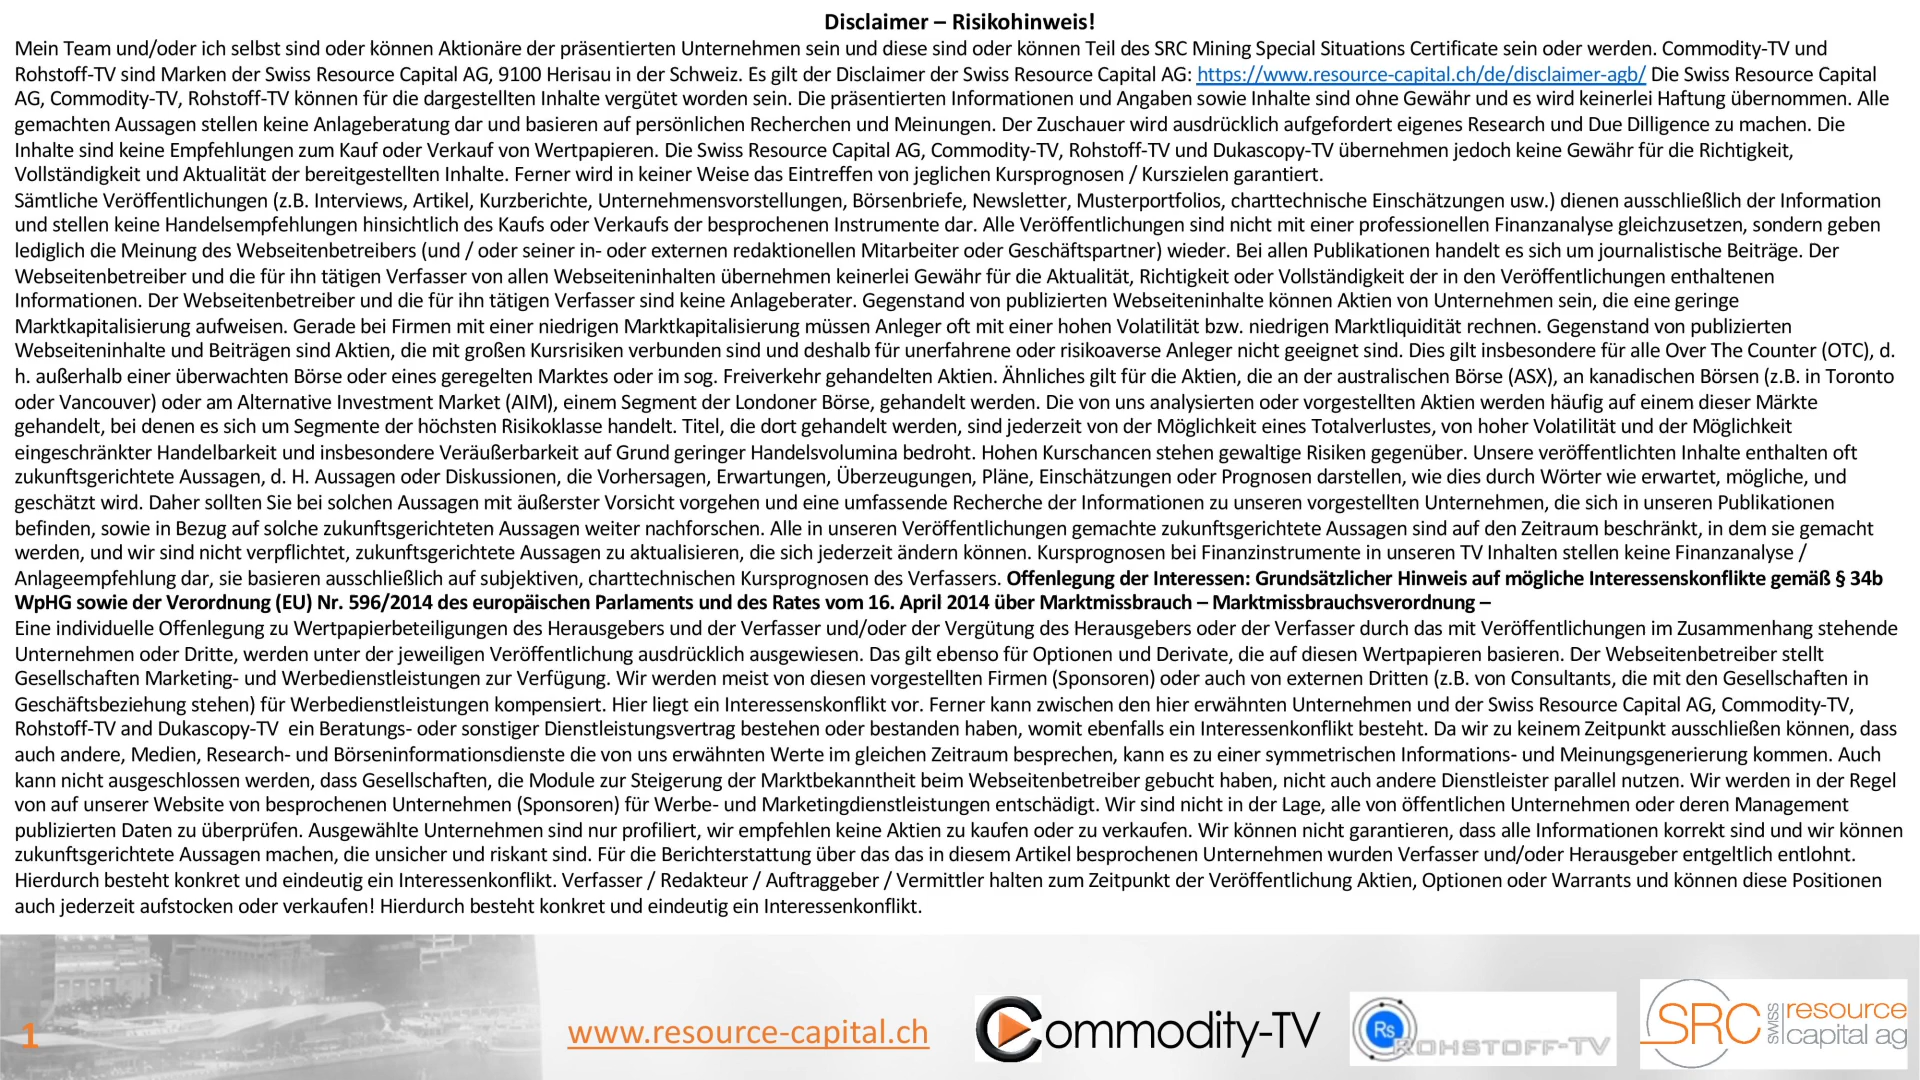 Disclaimer – Risikohinweis!
Mein Team und/oder ich selbst sind oder können Aktionäre der präsentierten Unternehmen sein und diese sind oder können Teil des SRC Mining Special Situations Certificate sein oder werden. Commodity-TV und
Rohstoff-TV sind Marken der Swiss Resource Capital AG, 9100 Herisau in der Schweiz. Es gilt der Disclaimer der Swiss Resource Capital AG: https://www.resource-capital.ch/de/disclaimer-agb/ Die Swiss Resource Capital
AG, Commodity-TV, Rohstoff-TV können für die dargestellten Inhalte vergütet worden sein. Die präsentierten Informationen und Angaben sowie Inhalte sind ohne Gewähr und es wird keinerlei Haftung übernommen. Alle
gemachten Aussagen stellen keine Anlageberatung dar und basieren auf persönlichen Recherchen und Meinungen. Der Zuschauer wird ausdrücklich aufgefordert eigenes Research und Due Dilligence zu machen. Die
Inhalte sind keine Empfehlungen zum Kauf oder Verkauf von Wertpapieren. Die Swiss Resource Capital AG, Commodity-TV, Rohstoff-TV und Dukascopy-TV übernehmen jedoch keine Gewähr für die Richtigkeit,
Vollständigkeit und Aktualität der bereitgestellten Inhalte. Ferner wird in keiner Weise das Eintreffen von jeglichen Kursprognosen / Kurszielen garantiert.
Sämtliche Veröffentlichungen (z.B. Interviews, Artikel, Kurzberichte, Unternehmensvorstellungen, Börsenbriefe, Newsletter, Musterportfolios, charttechnische Einschätzungen usw.) dienen ausschließlich der Information
und stellen keine Handelsempfehlungen hinsichtlich des Kaufs oder Verkaufs der besprochenen Instrumente dar. Alle Veröffentlichungen sind nicht mit einer professionellen Finanzanalyse gleichzusetzen, sondern geben
lediglich die Meinung des Webseitenbetreibers (und / oder seiner in- oder externen redaktionellen Mitarbeiter oder Geschäftspartner) wieder. Bei allen Publikationen handelt es sich um journalistische Beiträge. Der
Webseitenbetreiber und die für ihn tätigen Verfasser von allen Webseiteninhalten übernehmen keinerlei Gewähr für die Aktualität, Richtigkeit oder Vollständigkeit der in den Veröffentlichungen enthaltenen
Informationen. Der Webseitenbetreiber und die für ihn tätigen Verfasser sind keine Anlageberater. Gegenstand von publizierten Webseiteninhalte können Aktien von Unternehmen sein, die eine geringe
Marktkapitalisierung aufweisen. Gerade bei Firmen mit einer niedrigen Marktkapitalisierung müssen Anleger oft mit einer hohen Volatilität bzw. niedrigen Marktliquidität rechnen. Gegenstand von publizierten
Webseiteninhalte und Beiträgen sind Aktien, die mit großen Kursrisiken verbunden sind und deshalb für unerfahrene oder risikoaverse Anleger nicht geeignet sind. Dies gilt insbesondere für alle Over The Counter (OTC), d.
h. außerhalb einer überwachten Börse oder eines geregelten Marktes oder im sog. Freiverkehr gehandelten Aktien. Ähnliches gilt für die Aktien, die an der australischen Börse (ASX), an kanadischen Börsen (z.B. in Toronto
oder Vancouver) oder am Alternative Investment Market (AIM), einem Segment der Londoner Börse, gehandelt werden. Die von uns analysierten oder vorgestellten Aktien werden häufig auf einem dieser Märkte
gehandelt, bei denen es sich um Segmente der höchsten Risikoklasse handelt. Titel, die dort gehandelt werden, sind jederzeit von der Möglichkeit eines Totalverlustes, von hoher Volatilität und der Möglichkeit
eingeschränkter Handelbarkeit und insbesondere Veräußerbarkeit auf Grund geringer Handelsvolumina bedroht. Hohen Kurschancen stehen gewaltige Risiken gegenüber. Unsere veröffentlichten Inhalte enthalten oft
zukunftsgerichtete Aussagen, d. H. Aussagen oder Diskussionen, die Vorhersagen, Erwartungen, Überzeugungen, Pläne, Einschätzungen oder Prognosen darstellen, wie dies durch Wörter wie erwartet, mögliche, und
geschätzt wird. Daher sollten Sie bei solchen Aussagen mit äußerster Vorsicht vorgehen und eine umfassende Recherche der Informationen zu unseren vorgestellten Unternehmen, die sich in unseren Publikationen
befinden, sowie in Bezug auf solche zukunftsgerichteten Aussagen weiter nachforschen. Alle in unseren Veröffentlichungen gemachte zukunftsgerichtete Aussagen sind auf den Zeitraum beschränkt, in dem sie gemacht
werden, und wir sind nicht verpflichtet, zukunftsgerichtete Aussagen zu aktualisieren, die sich jederzeit ändern können. Kursprognosen bei Finanzinstrumente in unseren TV Inhalten stellen keine Finanzanalyse /
Anlageempfehlung dar, sie basieren ausschließlich auf subjektiven, charttechnischen Kursprognosen des Verfassers. Offenlegung der Interessen: Grundsätzlicher Hinweis auf mögliche Interessenskonflikte gemäß § 34b
WpHG sowie der Verordnung (EU) Nr. 596/2014 des europäischen Parlaments und des Rates vom 16. April 2014 über Marktmissbrauch – Marktmissbrauchsverordnung –
Eine individuelle Offenlegung zu Wertpapierbeteiligungen des Herausgebers und der Verfasser und/oder der Vergütung des Herausgebers oder der Verfasser durch das mit Veröffentlichungen im Zusammenhang stehende
Unternehmen oder Dritte, werden unter der jeweiligen Veröffentlichung ausdrücklich ausgewiesen. Das gilt ebenso für Optionen und Derivate, die auf diesen Wertpapieren basieren. Der Webseitenbetreiber stellt
Gesellschaften Marketing- und Werbedienstleistungen zur Verfügung. Wir werden meist von diesen vorgestellten Firmen (Sponsoren) oder auch von externen Dritten (z.B. von Consultants, die mit den Gesellschaften in
Geschäftsbeziehung stehen) für Werbedienstleistungen kompensiert. Hier liegt ein Interessenskonflikt vor. Ferner kann zwischen den hier erwähnten Unternehmen und der Swiss Resource Capital AG, Commodity-TV,
Rohstoff-TV and Dukascopy-TV ein Beratungs- oder sonstiger Dienstleistungsvertrag bestehen oder bestanden haben, womit ebenfalls ein Interessenkonflikt besteht. Da wir zu keinem Zeitpunkt ausschließen können, dass
auch andere, Medien, Research- und Börseninformationsdienste die von uns erwähnten Werte im gleichen Zeitraum besprechen, kann es zu einer symmetrischen Informations- und Meinungsgenerierung kommen. Auch
kann nicht ausgeschlossen werden, dass Gesellschaften, die Module zur Steigerung der Marktbekanntheit beim Webseitenbetreiber gebucht haben, nicht auch andere Dienstleister parallel nutzen. Wir werden in der Regel
von auf unserer Website von besprochenen Unternehmen (Sponsoren) für Werbe- und Marketingdienstleistungen entschädigt. Wir sind nicht in der Lage, alle von öffentlichen Unternehmen oder deren Management
publizierten Daten zu überprüfen. Ausgewählte Unternehmen sind nur profiliert, wir empfehlen keine Aktien zu kaufen oder zu verkaufen. Wir können nicht garantieren, dass alle Informationen korrekt sind und wir können
zukunftsgerichtete Aussagen machen, die unsicher und riskant sind. Für die Berichterstattung über das das in diesem Artikel besprochenen Unternehmen wurden Verfasser und/oder Herausgeber entgeltlich entlohnt.
Hierdurch besteht konkret und eindeutig ein Interessenkonflikt. Verfasser / Redakteur / Auftraggeber / Vermittler halten zum Zeitpunkt der Veröffentlichung Aktien, Optionen oder Warrants und können diese Positionen
auch jederzeit aufstocken oder verkaufen! Hierdurch besteht konkret und eindeutig ein Interessenkonflikt.
1
www.resource-capital.ch
Commodity-TV
Rs
ROHSTOFF-TV
SRC
SWISS
resource
capital ag